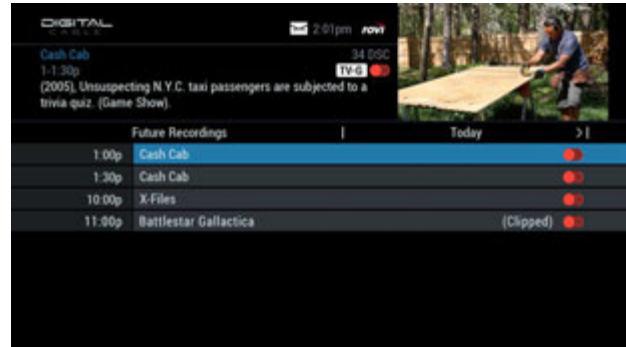 DIGITAL
CABLE
2:01pm rovi
Cash Cab 34 DSC
1-1:30p TV-G
(2005), Unsuspecting N.Y.C. taxi passengers are subjected to a
trivia quiz. (Game Show).
Future Recordings | Today >|
1:00p Cash Cab
1:30p Cash Cab
10:00p X-Files
11:00p Battlestar Gallactica (Clipped)